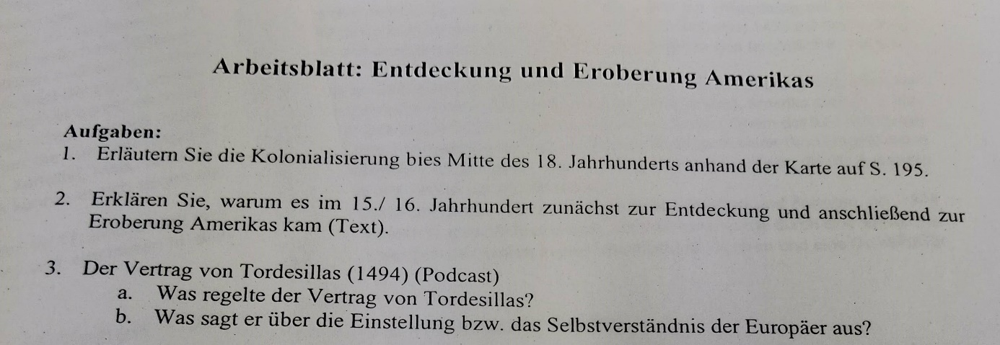 Arbeitsblatt: Entdeckung und Eroberung Amerikas
Aufgaben:
1. Erläutern Sie die Kolonialisierung bies Mitte des 18. Jahrhunderts anhand der Karte auf S. 195.
2. Erklären Sie, warum es im 15./ 16. Jahrhundert zunächst zur Entdeckung und anschließend zur
Eroberung Amerikas kam (Text).
3. Der Vertrag von Tordesillas (1494) (Podcast)
a. Was regelte der Vertrag von Tordesillas?
b. Was sagt er über die Einstellung bzw. das Selbstverständnis der Europäer aus?